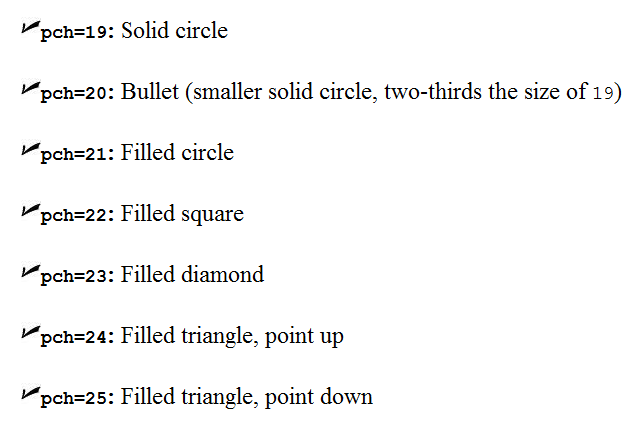 pch=19: Solid circle
pch=20: Bullet (smaller solid circle, two-thirds the size of 19)
pch=21: Filled circle
pch=22: Filled square
pch=23: Filled diamond
pch=24: Filled triangle, point up
pch=25: Filled triangle, point down